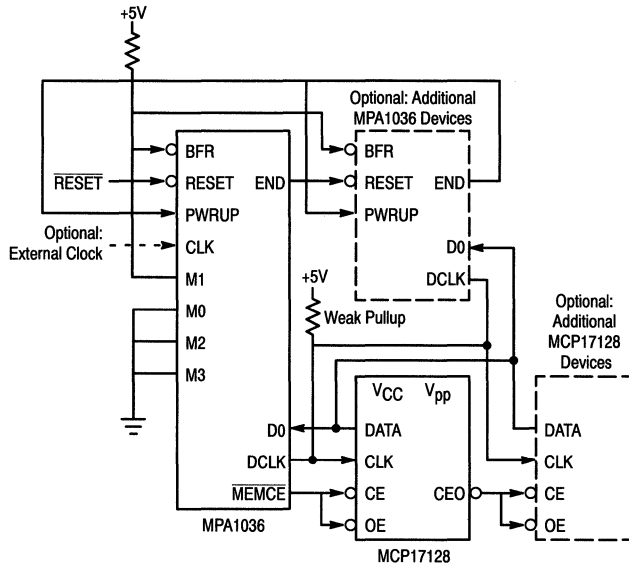 +5V
Optional: Additional
MPA1036 Devices
BFR
RESET
END
PWRUP
CLK
M1
M0
M2
M3
D0
DCLK
MEMCE
MPA1036
RESET
Optional:
External Clock
BFR
RESET
END
PWRUP
D0
DCLK
+5V
Weak Pullup
VCC
Vpp
DATA
CLK
CE
CEO
OE
MCP17128
Optional:
Additional
MCP17128
Devices
DATA
CLK
CE
OE